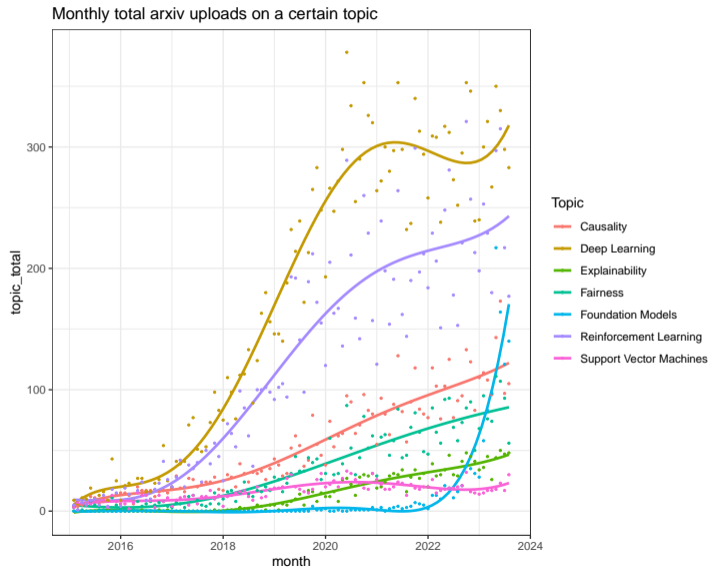 Monthly total arxiv uploads on a certain topic
topic_total
300
200
100
0
2016
2018
2020
2022
2024
month
Topic
Causality
Deep Learning
Explainability
Fairness
Foundation Models
Reinforcement Learning
Support Vector Machines